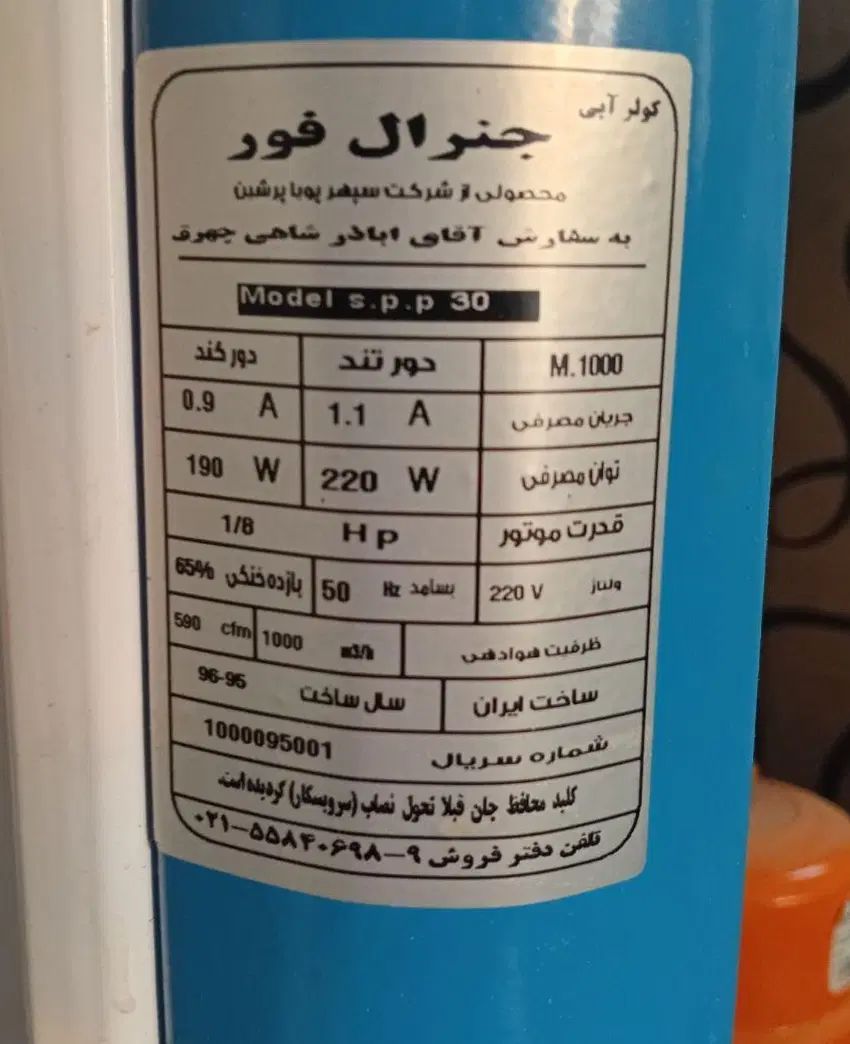 کولر آبی
جنرال فور
محصولی از شرکت سپهر پویا پرشین
به سفارش آقای اباذر شاهی چهرق
Model s.p.p 30
M.1000 دور تند دور کند
جریان مصرفی 1.1 A 0.9 A
توان مصرفی 220 W 190 W
قدرت موتور 1/8 Hp
ولتاژ 220 V بسامد 50 Hz بازده خنکی 65%
ظرفیت هوادهی 1000 m3/h 590 cfm
ساخت ایران سال ساخت 96-95
شماره سریال 1000095001
کلید محافظ جان قبلا تحویل نصاب (سرویسکار) گردیده است.
تلفن دفتر فروش ۹-۵۵۸۴۰۶۹۸-۰۲۱